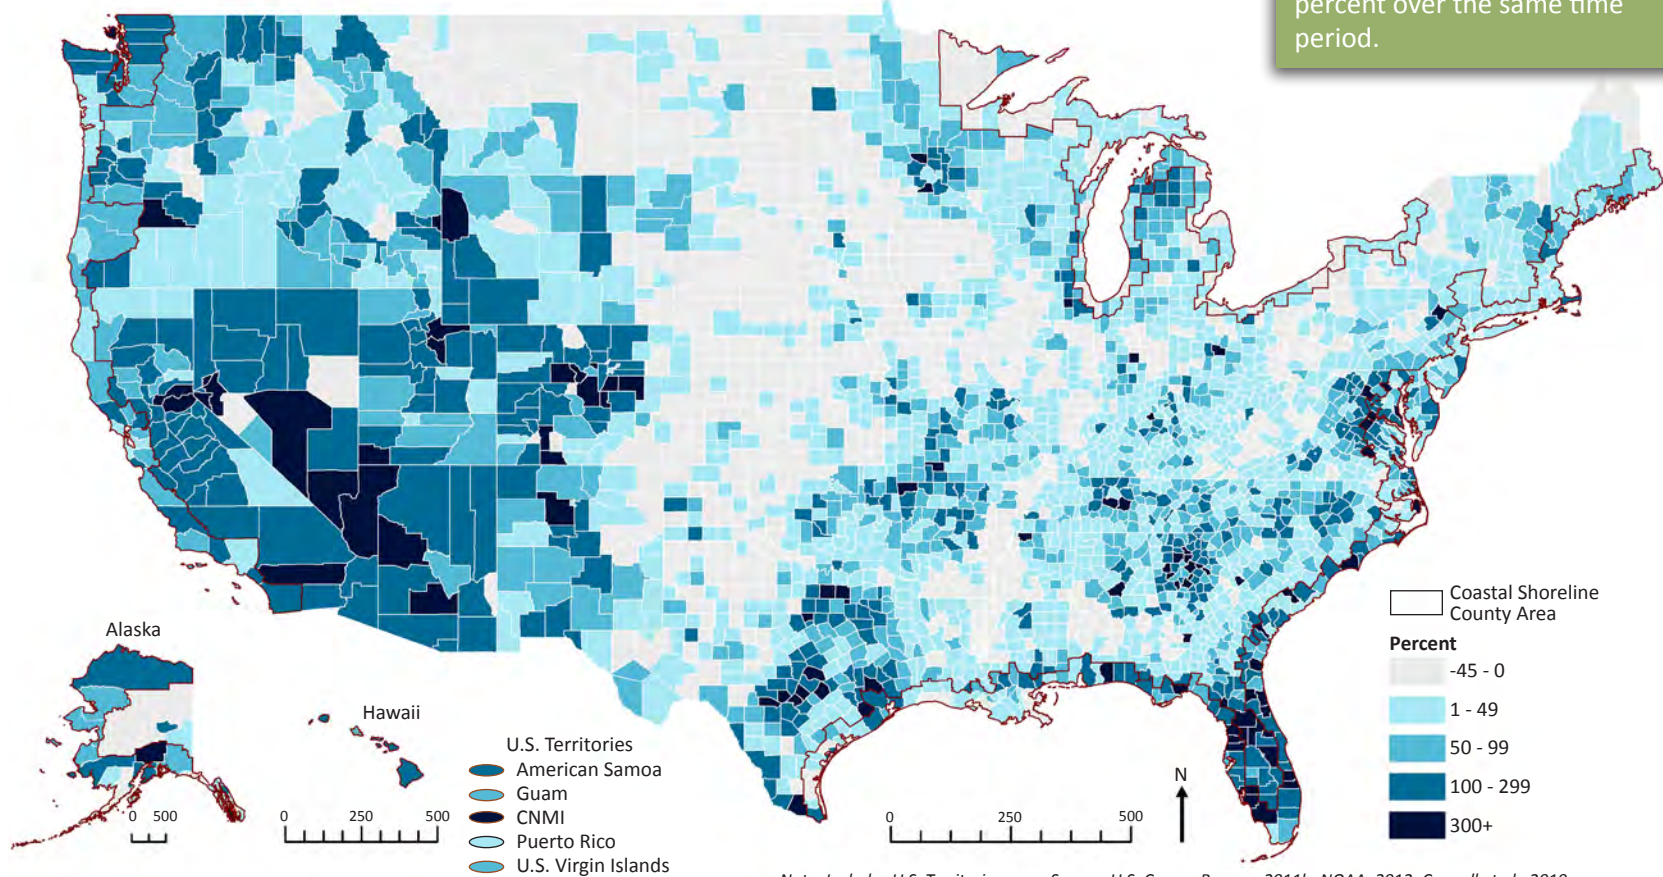 percent over the same time
period.
Alaska
Hawaii
U.S. Territories
American Samoa
Guam
CNMI
Puerto Rico
U.S. Virgin Islands
0 500
0 250 500
0 250 500
N
Coastal Shoreline
County Area
Percent
-45 - 0
1 - 49
50 - 99
100 - 299
300+